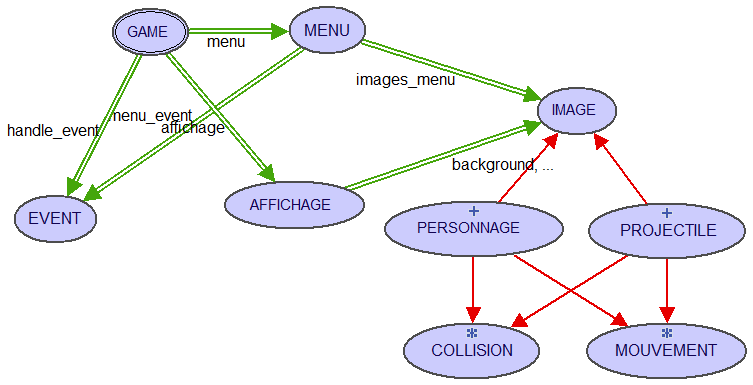 GAME
MENU
menu
images_menu
IMAGE
menu_event
handle_event
affichage
background, ...
EVENT
AFFICHAGE
+
PERSONNAGE
+
PROJECTILE
*
COLLISION
*
MOUVEMENT